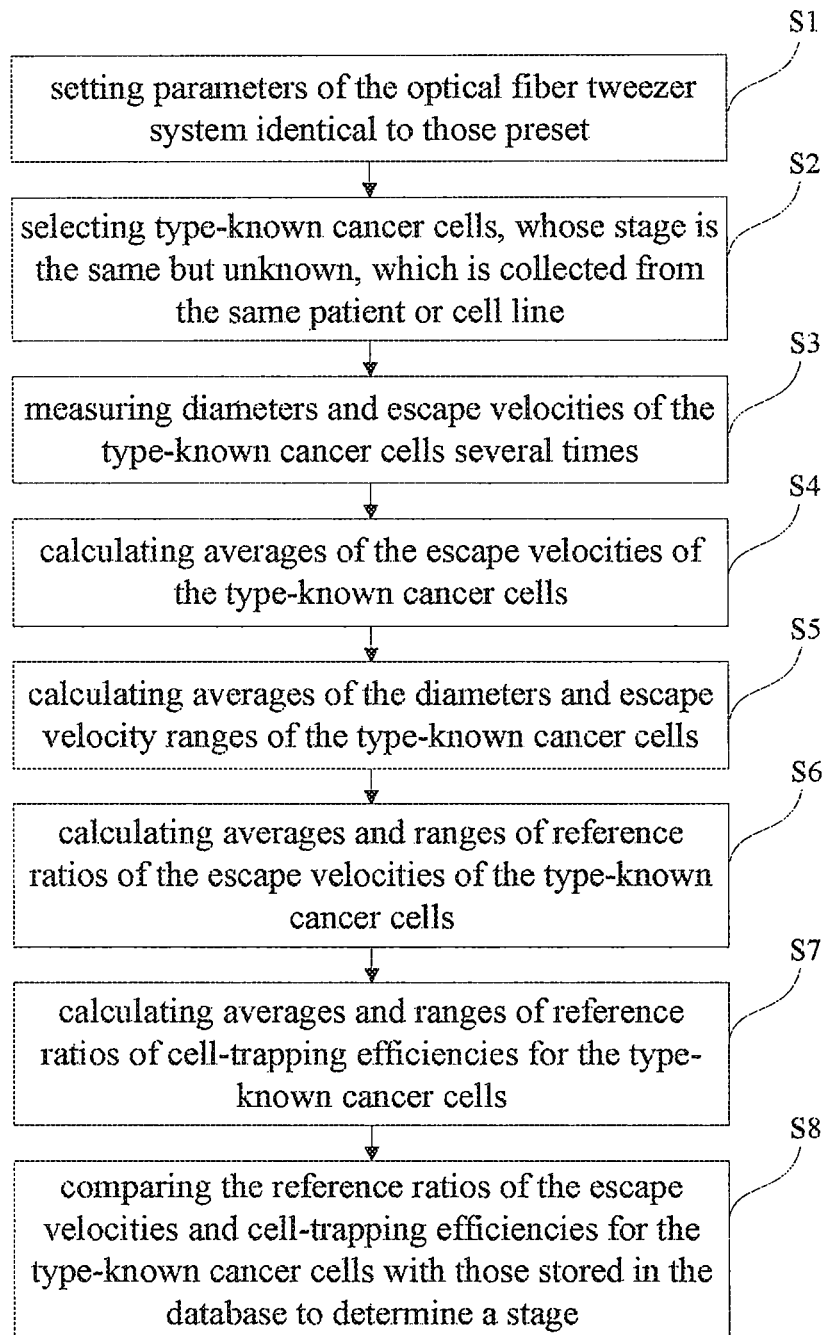 S1
setting parameters of the optical fiber tweezer
system identical to those preset
S2
selecting type-known cancer cells, whose stage is
the same but unknown, which is collected from
the same patient or cell line
S3
measuring diameters and escape velocities of the
type-known cancer cells several times
S4
calculating averages of the escape velocities of
the type-known cancer cells
S5
calculating averages of the diameters and escape
velocity ranges of the type-known cancer cells
S6
calculating averages and ranges of reference
ratios of the escape velocities of the type-known
cancer cells
S7
calculating averages and ranges of reference
ratios of cell-trapping efficiencies for the type-
known cancer cells
S8
comparing the reference ratios of the escape
velocities and cell-trapping efficiencies for the
type-known cancer cells with those stored in the
database to determine a stage